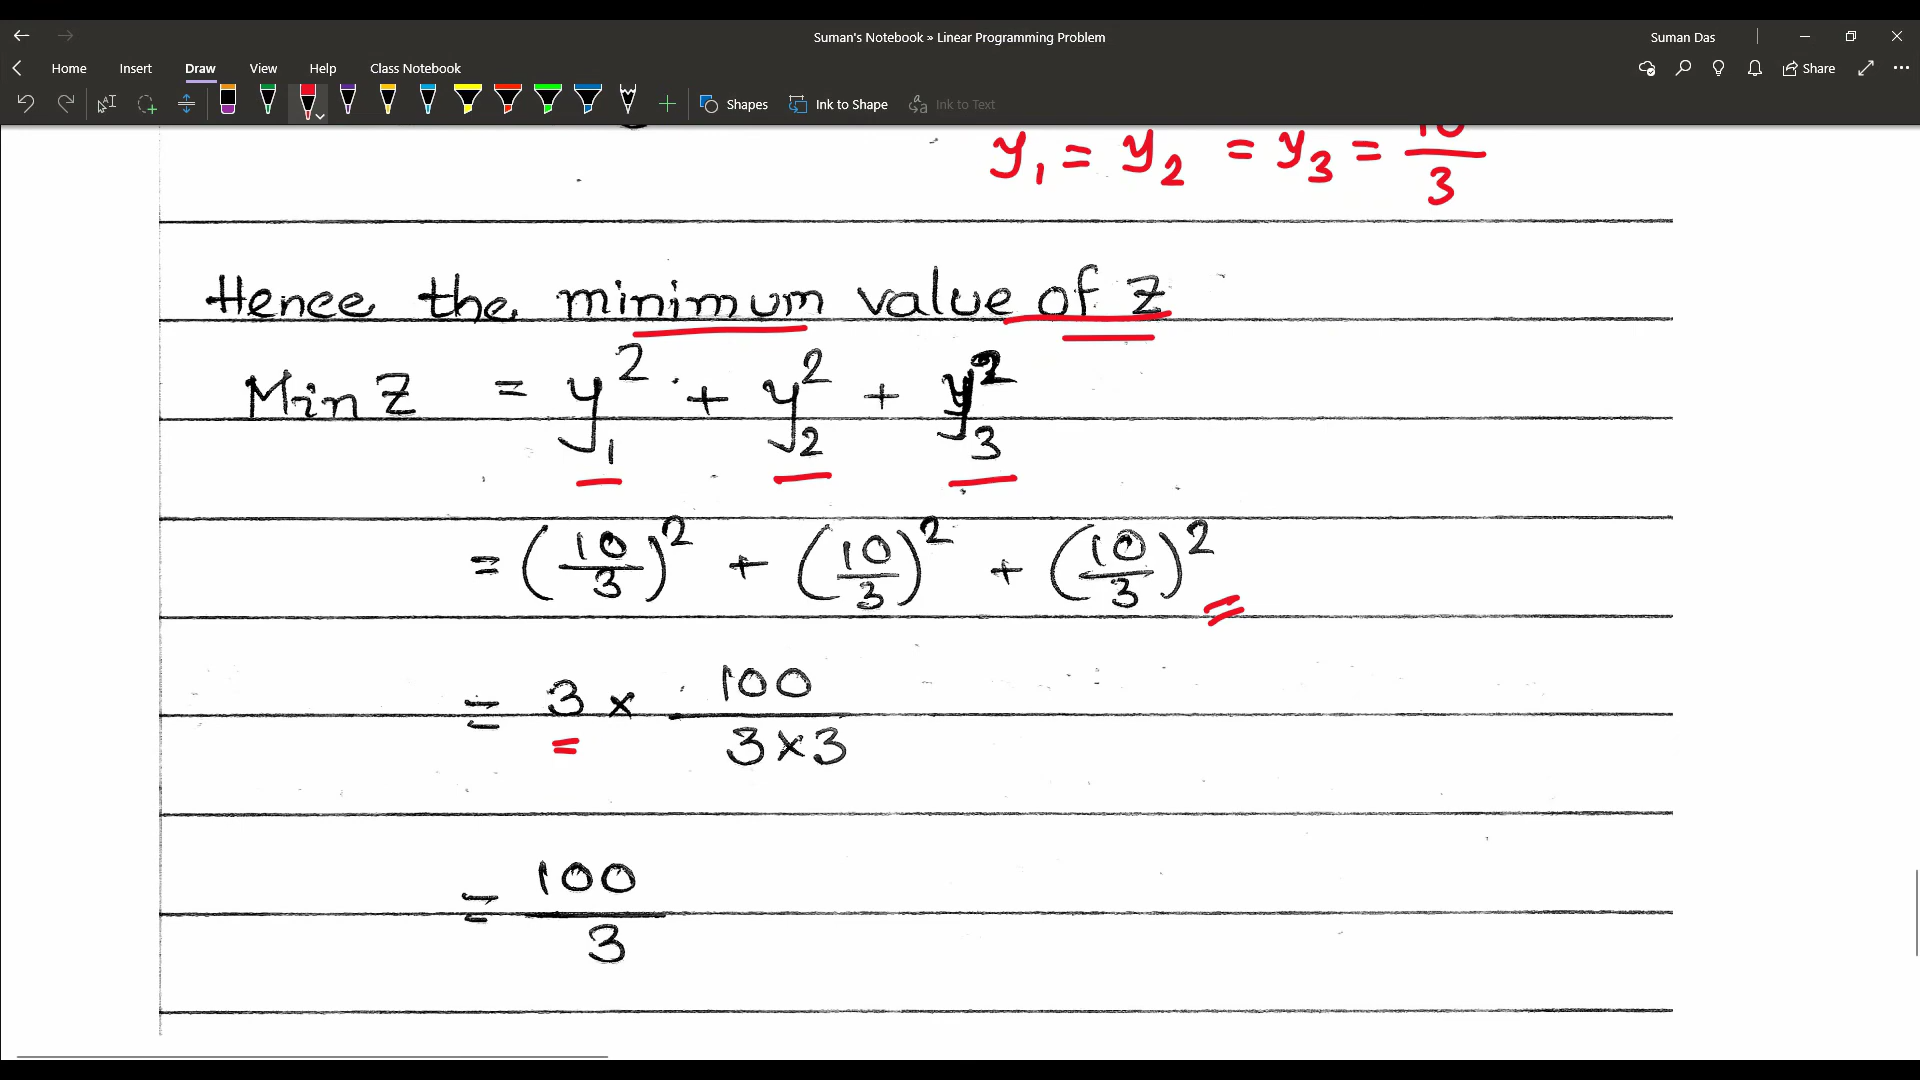 Suman's Notebook » Linear Programming Problem
Suman Das
Home Insert Draw View Help Class Notebook
Share
Shapes Ink to Shape Ink to Text
y₁ = y₂ = y₃ = 10/3
Hence the minimum value of Z
Min Z = y₁² + y₂² + y₃²
= (10/3)² + (10/3)² + (10/3)²
= 3 × 100/(3×3)
= 100/3